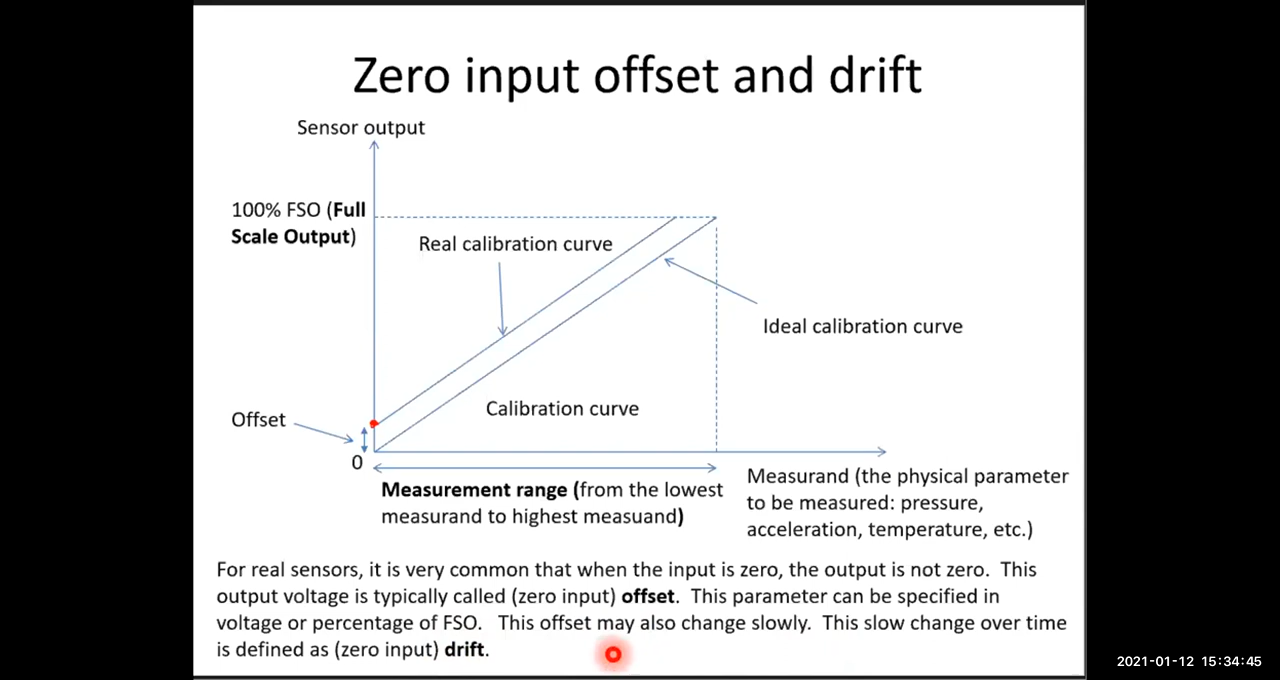 Zero input offset and drift
Sensor output
100% FSO (Full
Scale Output)
Real calibration curve
Ideal calibration curve
Calibration curve
Offset
0
Measurement range (from the lowest
measurand to highest measuand)
Measurand (the physical parameter
to be measured: pressure,
acceleration, temperature, etc.)
For real sensors, it is very common that when the input is zero, the output is not zero. This
output voltage is typically called (zero input) offset. This parameter can be specified in
voltage or percentage of FSO. This offset may also change slowly. This slow change over time
is defined as (zero input) drift.
2021-01-12 15:34:45